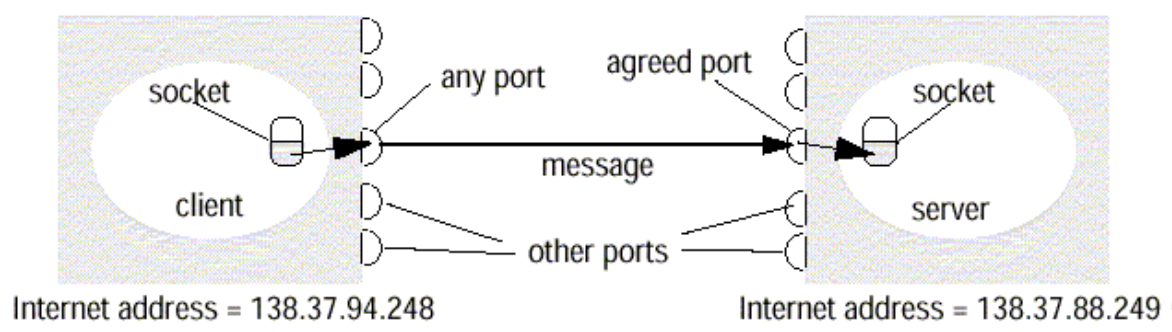 any port
agreed port
socket
socket
message
client
server
other ports
Internet address = 138.37.94.248
Internet address = 138.37.88.249